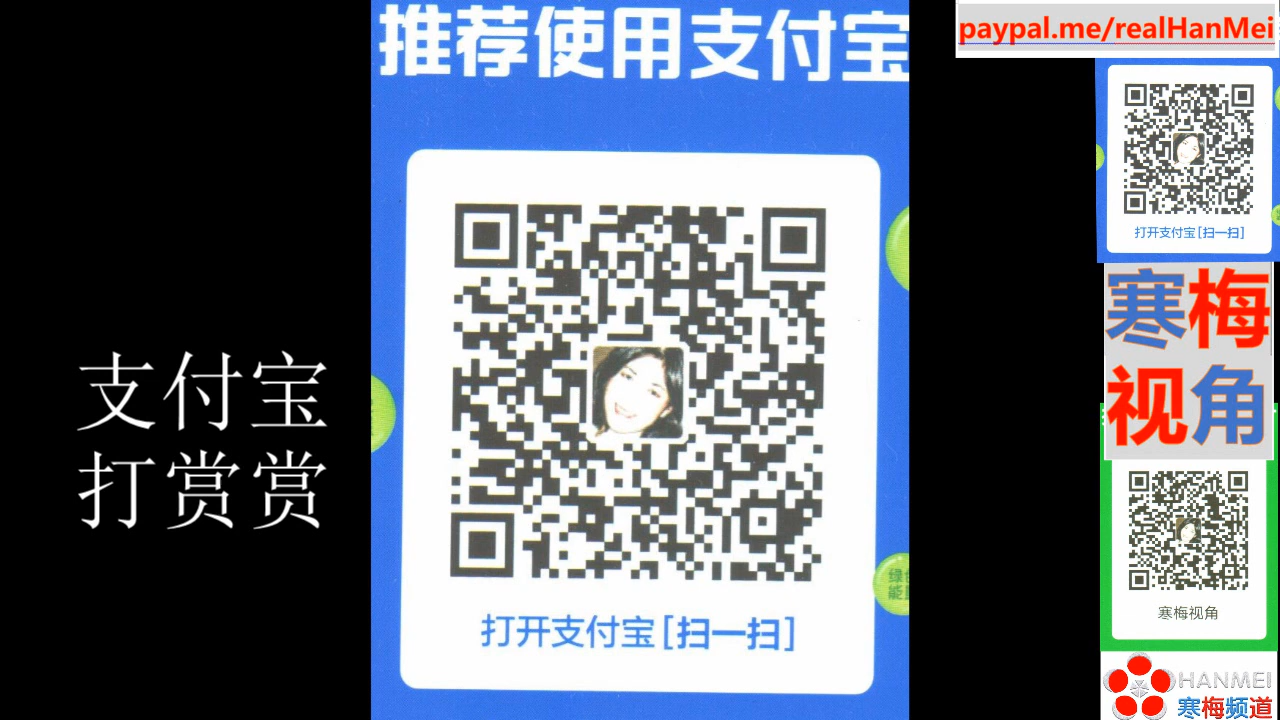 推荐使用支付宝
支付宝
打赏赏
打开支付宝[扫一扫]
paypal.me/realHanMei
打开支付宝[扫一扫]
寒梅
视角
寒梅视角
HANMEI
寒梅频道